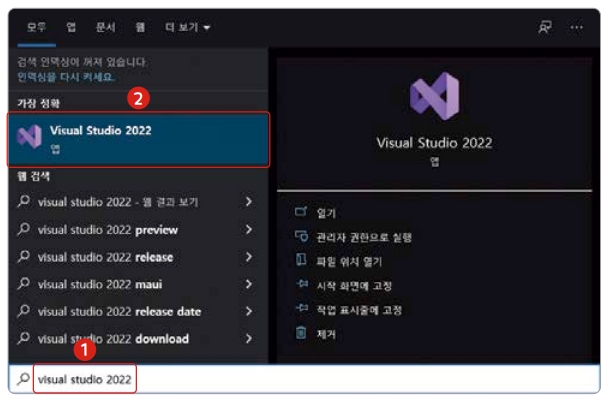 모두 앱 문서 웹 더 보기
검색 인덱싱이 꺼져 있습니다.
인덱싱을 다시 켜세요.
가장 정확
2
Visual Studio 2022
앱
웹 검색
visual studio 2022 - 웹 결과 보기
visual studio 2022 preview
visual studio 2022 release
visual studio 2022 maui
visual studio 2022 release date
visual studio 2022 download
1
visual studio 2022
Visual Studio 2022
앱
열기
관리자 권한으로 실행
파일 위치 열기
시작 화면에 고정
작업 표시줄에 고정
제거